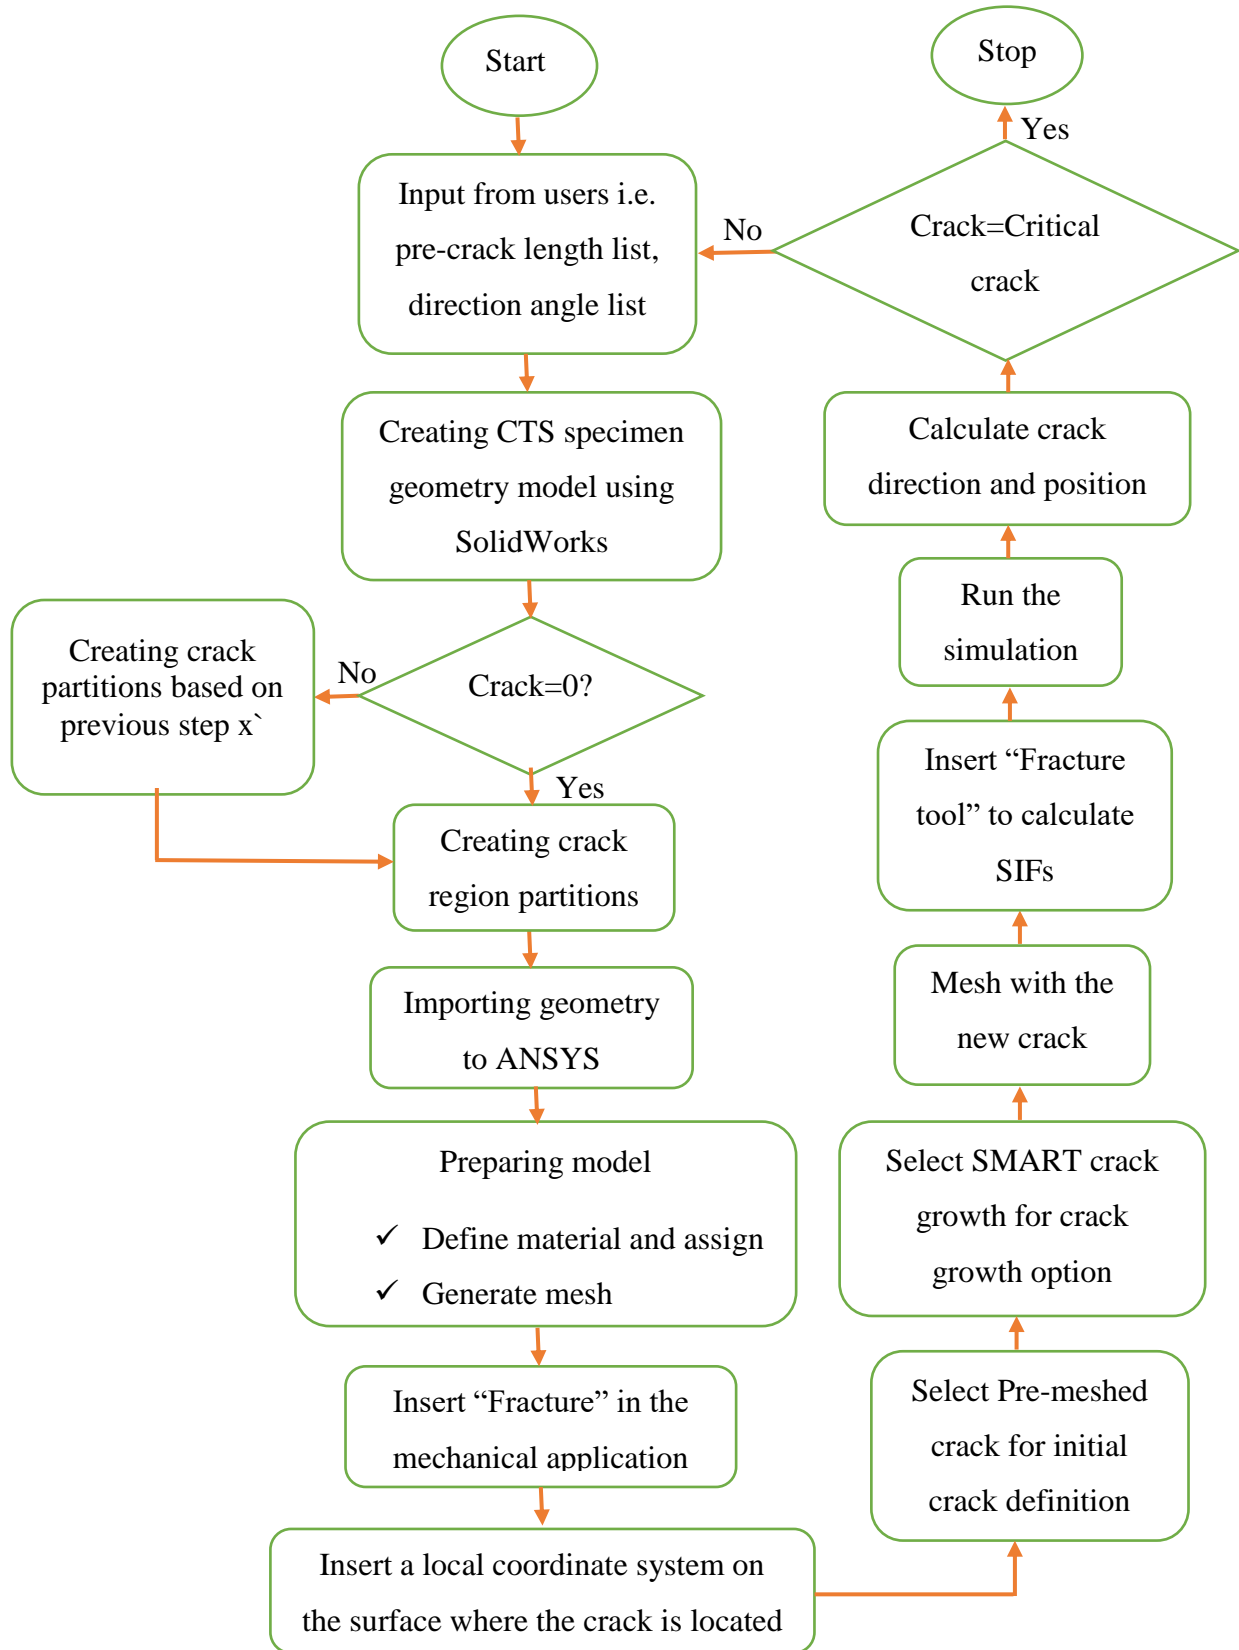 Start
Input from users i.e.
pre-crack length list,
direction angle list
Creating CTS specimen
geometry model using
SolidWorks
Crack=0?
No
Creating crack
partitions based on
previous step x`
Yes
Creating crack
region partitions
Importing geometry
to ANSYS
Preparing model
✓ Define material and assign
✓ Generate mesh
Insert “Fracture” in the
mechanical application
Insert a local coordinate system on
the surface where the crack is located
Select Pre-meshed
crack for initial
crack definition
Select SMART crack
growth for crack
growth option
Mesh with the
new crack
Insert “Fracture
tool” to calculate
SIFs
Run the
simulation
Calculate crack
direction and position
Crack=Critical
crack
No
Yes
Stop